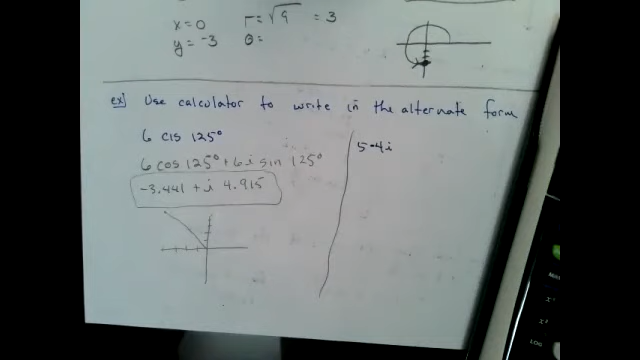 x=0 r=√9 = 3
y=-3 θ=
ex) Use calculator to write in the alternate form
6 cis 125°
6 cos 125° + 6 i sin 125°
-3.441 + i 4.915
5-4i